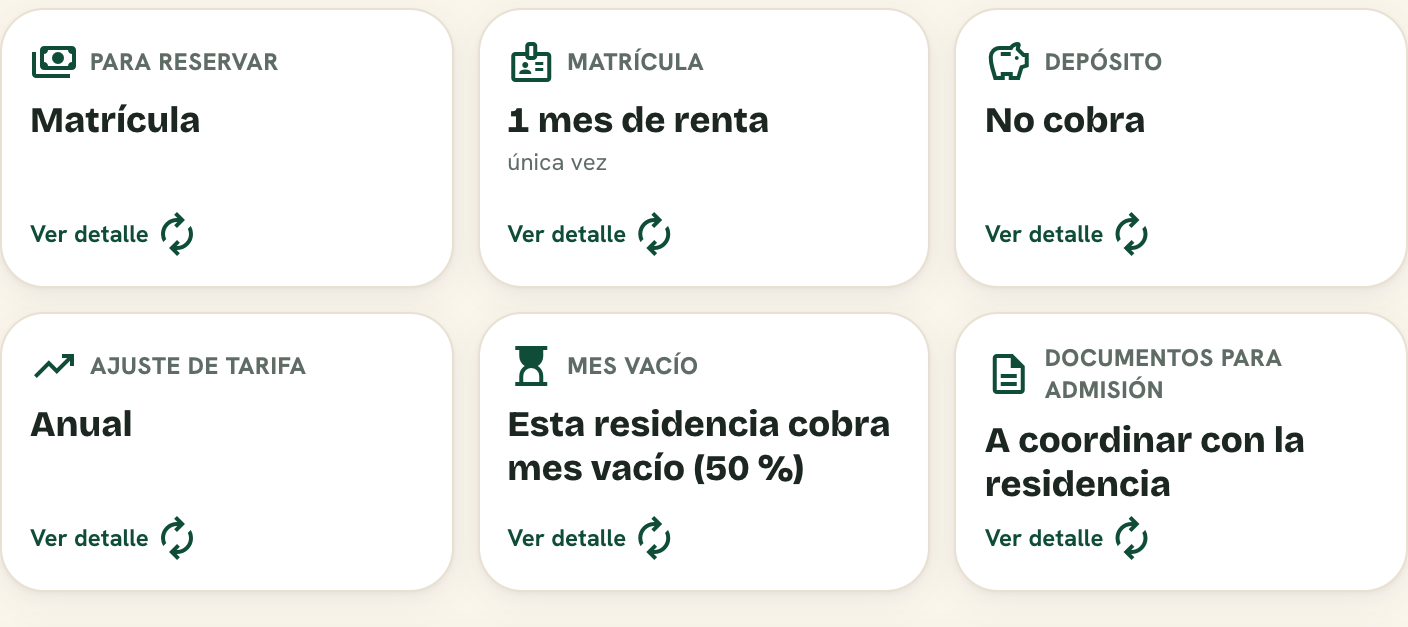 PARA RESERVAR
Matrícula
Ver detalle
MATRÍCULA
1 mes de renta
única vez
Ver detalle
DEPÓSITO
No cobra
Ver detalle
AJUSTE DE TARIFA
Anual
Ver detalle
MES VACÍO
Esta residencia cobra
mes vacío (50 %)
Ver detalle
DOCUMENTOS PARA
ADMISIÓN
A coordinar con la
residencia
Ver detalle